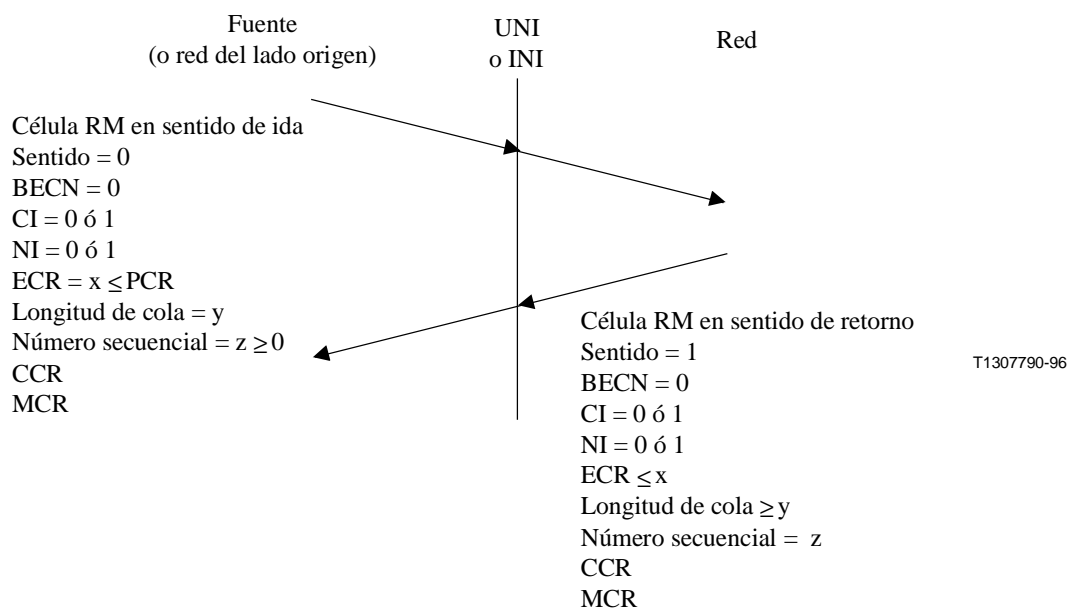 Fuente
(o red del lado origen)
UNI
o INI
Red
Célula RM en sentido de ida
Sentido = 0
BECN = 0
CI = 0 ó 1
NI = 0 ó 1
ECR = x ≤ PCR
Longitud de cola = y
Número secuencial = z ≥ 0
CCR
MCR
Célula RM en sentido de retorno
Sentido = 1
BECN = 0
CI = 0 ó 1
NI = 0 ó 1
ECR ≤ x
Longitud de cola ≥ y
Número secuencial = z
CCR
MCR
T1307790-96